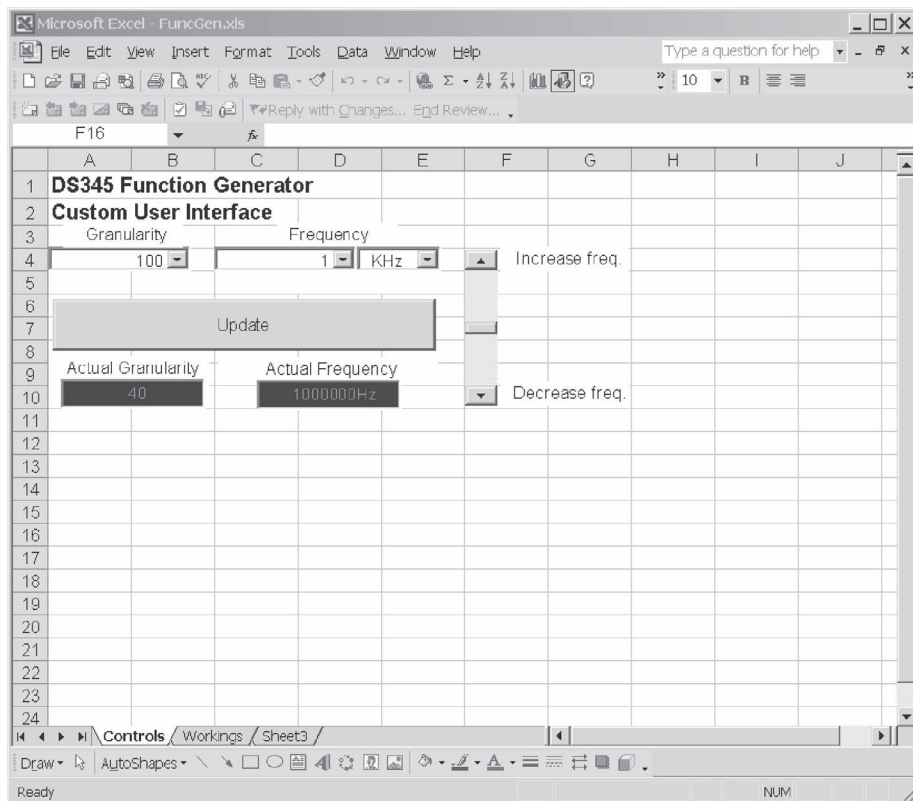 Microsoft Excel - FuncGen.xls
File Edit View Insert Format Tools Data Window Help Type a question for help
10 B
Reply with Changes... End Review...
F16 fx
A B C D E F G H I J
1 DS345 Function Generator
2 Custom User Interface
3 Granularity Frequency
4 100 1 KHz Increase freq.
5
6
7 Update
8
9 Actual Granularity Actual Frequency
10 40 1000000Hz Decrease freq.
11
12
13
14
15
16
17
18
19
20
21
22
23
24
Controls Workings Sheet3
Draw AutoShapes
Ready NUM